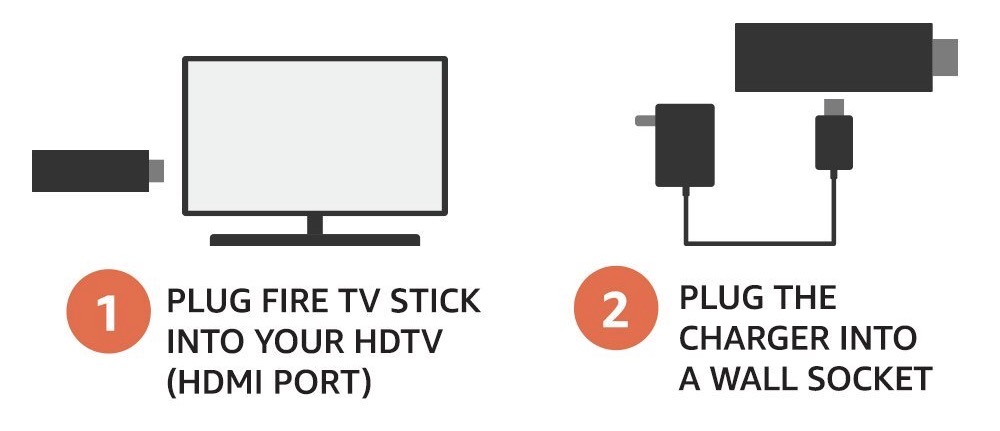 1
PLUG FIRE TV STICK
INTO YOUR HDTV
(HDMI PORT)
2
PLUG THE
CHARGER INTO
A WALL SOCKET